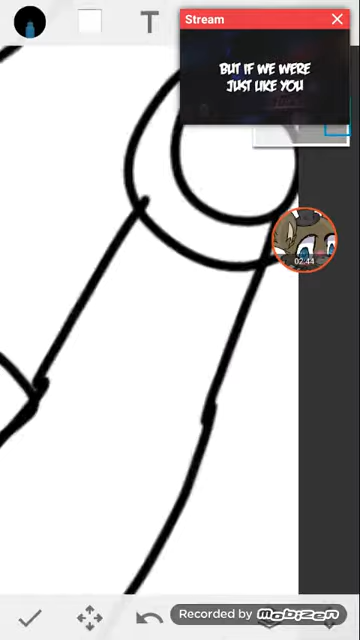 T
Stream
BUT IF WE WERE
JUST LIKE YOU
02:44
Recorded by MOBIZEN